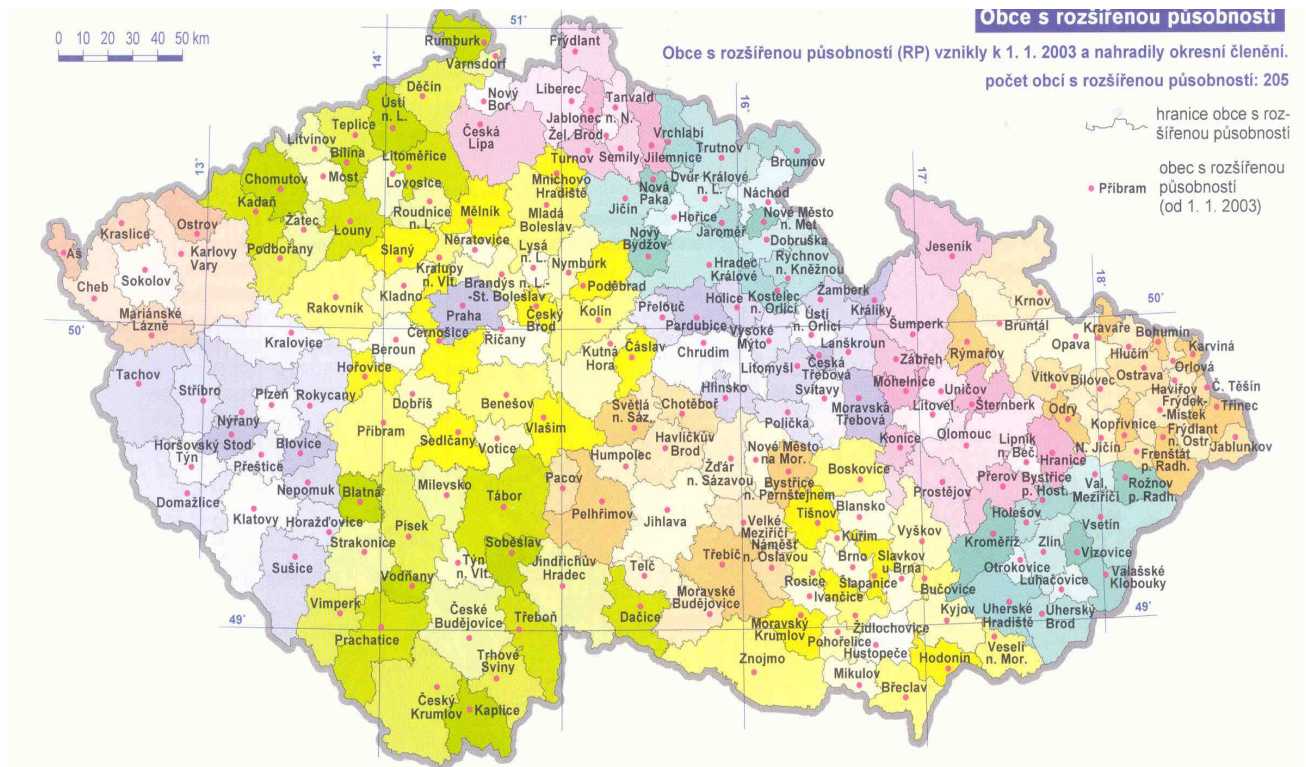 Obce s rozšířenou působností
Obce s rozšířenou působností (RP) vznikly k 1. 1. 2003 a nahradily okresní členění.
počet obcí s rozšířenou působností: 205
hranice obce s roz-
šířenou působností
obec s rozšířenou
působností
(od 1. 1. 2003)
Příbram
0 10 20 30 40 50 km
51°
14°
13°
16°
17°
18°
50°
50°
49°
49°
Rumburk
Varnsdorf
Frýdlant
Děčín
Nový
Bor
Liberec
Tanvald
Ústí
n. L.
Jablonec n. N.
Teplice
Česká
Lípa
Žel. Brod
Vrchlabí
Litvínov
Turnov
Semily
Jilemnice
Trutnov
Broumov
Bílina
Litoměřice
Most
Lovosice
Mnichovo
Hradiště
Nová
Paka
Dvůr Králové
n. L.
Náchod
Chomutov
Kadaň
Roudnice
n. L.
Mělník
Mladá
Boleslav
Jičín
Hořice
Jaroměř
Nové Město
n. Met
Ostrov
Žatec
Louny
Kraslice
Podbořany
Slaný
Neratovice
Lysá
n. L.
Nový
Bydžov
Dobruška
Jeseník
Aš
Karlovy
Vary
Kralupy
n. Vlt.
Nymburk
Hradec
Králové
Rychnov
n. Kněžnou
Sokolov
Cheb
Kladno
Brandýs n. L.-
-St. Boleslav
Poděbrad
Rakovník
Praha
Český
Brod
Kolín
Přelouč
Holice
Kostelec
n. Orlicí
Žamberk
Králíky
Krnov
Mariánské
Lázně
Pardubice
Vysoké
Mýto
Ústí
n. Orlicí
Šumperk
Bruntál
Kravaře
Bohumín
Kralovice
Černošice
Říčany
Beroun
Kutná
Hora
Čáslav
Chrudim
Lanškroun
Opava
Hlučín
Karviná
Tachov
Hořovice
Litomyšl
Česká
Třebová
Zábřeh
Rýmařov
Ostrava
Orlová
Stříbro
Plzeň
Rokycany
Dobříš
Benešov
Hlinsko
Svitavy
Mohelnice
Uničov
Vítkov
Bílovec
Havířov
Č. Těšín
Nýřany
Světlá
n. Sáz.
Chotěboř
Moravská
Třebová
Litovel
Šternberk
Odry
Frýdek-
-Místek
Třinec
Příbram
Vlašim
Polička
Kopřivnice
Horšovský
Týn
Stod
Blovice
Sedlčany
Votice
Havlíčkův
Brod
Konice
Olomouc
Lipník
n. Beč.
N. Jičín
Frýdlant
n. Ostr.
Jablunkov
Přeštice
Humpolec
Nové Město
na Mor.
Boskovice
Hranice
Frenštát
p. Radh.
Žďár
n. Sázavou
Nepomuk
Blatná
Milevsko
Tábor
Pacov
Bystřice
n. Pernštejnem
Přerov
Bystřice
p. Host.
Val.
Meziříčí
Rožnov
p. Radh.
Domažlice
Prostějov
Klatovy
Horažďovice
Pelhřimov
Jihlava
Blansko
Holešov
Tišnov
Vsetín
Strakonice
Písek
Velké
Meziříčí
Vyškov
Soběslav
Kuřim
Kroměříž
Zlín
Vizovice
Sušice
Týn
n. Vlt.
Jindřichův
Hradec
Telč
Třebíč
Náměšť
n. Oslavou
Brno
Slavkov
u Brna
Otrokovice
Vodňany
Rosice
Šlapanice
Luhačovice
Valašské
Klobouky
Ivančice
Bučovice
Vimperk
České
Budějovice
Dačice
Moravské
Budějovice
Kyjov
Uherské
Hradiště
Uherský
Brod
Prachatice
Třeboň
Moravský
Krumlov
Židlochovice
Pohořelice
Trhové
Sviny
Hustopeče
Veselí
n. Mor.
Znojmo
Hodonín
Mikulov
Břeclav
Český
Krumlov
Kaplice